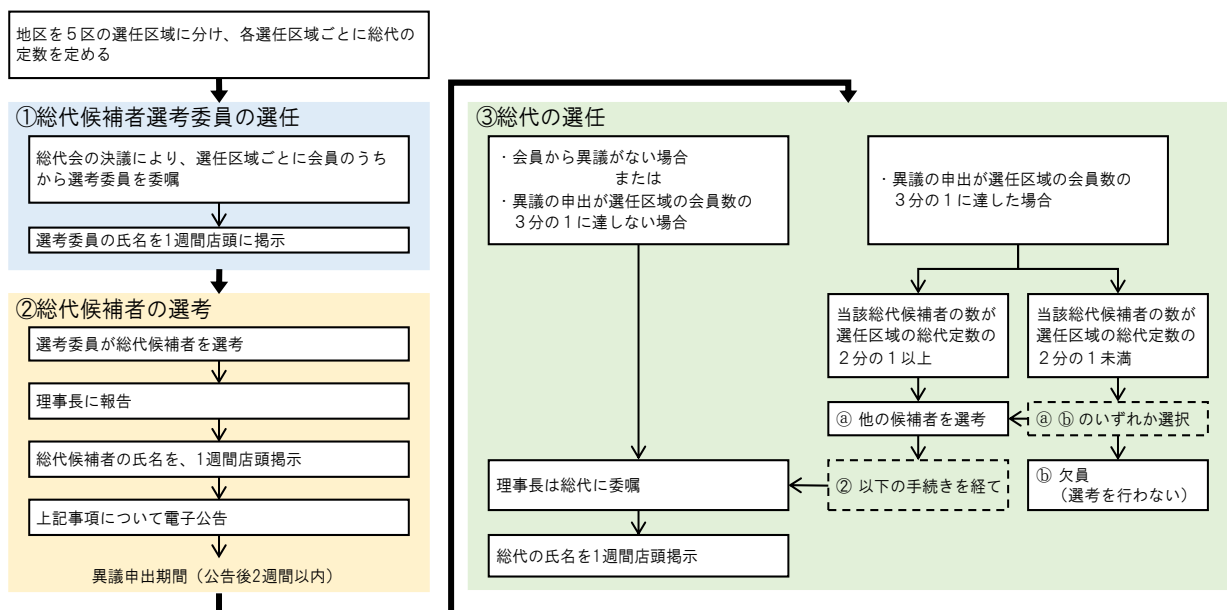 地区を5区の選任区域に分け、各選任区域ごとに総代の
定数を定める
①総代候補者選考委員の選任
総代会の決議により、選任区域ごとに会員のうち
から選考委員を委嘱
選考委員の氏名を1週間店頭に掲示
②総代候補者の選考
選考委員が総代候補者を選考
理事長に報告
総代候補者の氏名を、1週間店頭掲示
上記事項について電子公告
異議申出期間（公告後2週間以内）
③総代の選任
・会員から異議がない場合
または
・異議の申出が選任区域の会員数の
３分の１に達しない場合
・異議の申出が選任区域の会員数の
３分の１に達した場合
当該総代候補者の数が
選任区域の総代定数の
２分の１以上
当該総代候補者の数が
選任区域の総代定数の
２分の１未満
ⓐ 他の候補者を選考
ⓐ ⓑ のいずれか選択
理事長は総代に委嘱
② 以下の手続きを経て
ⓑ 欠員
（選考を行わない）
総代の氏名を1週間店頭掲示